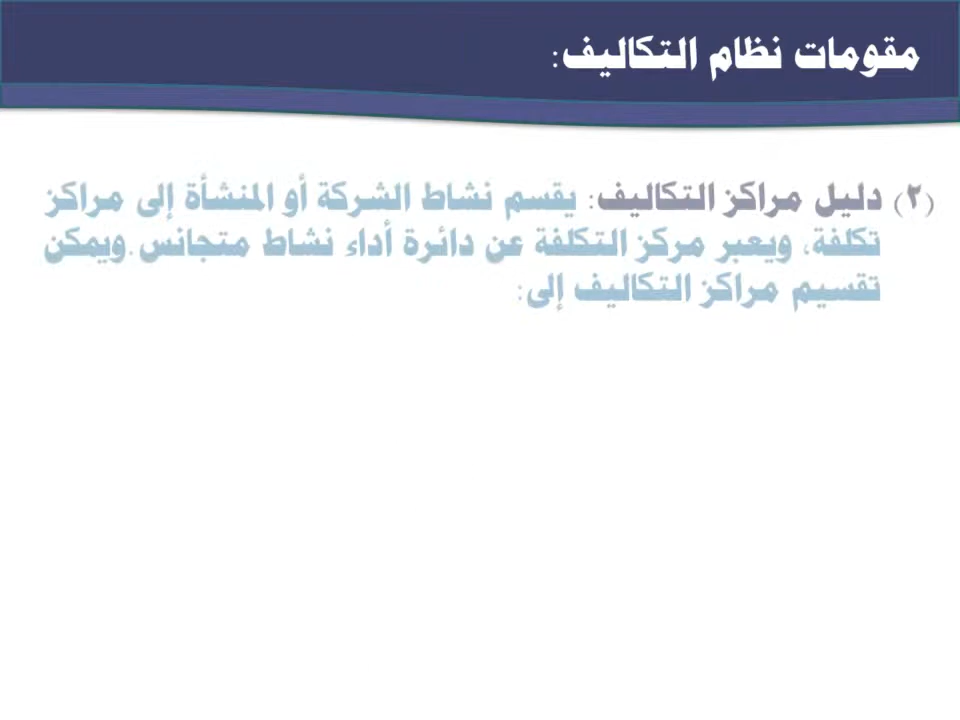 مقومات نظام التكاليف:
(٢) دليل مراكز التكاليف: يقسم نشاط الشركة أو المنشأة إلى مراكز
تكلفة، ويعبر مركز التكلفة عن دائرة أداء نشاط متجانس.ويمكن
تقسيم مراكز التكاليف إلى: